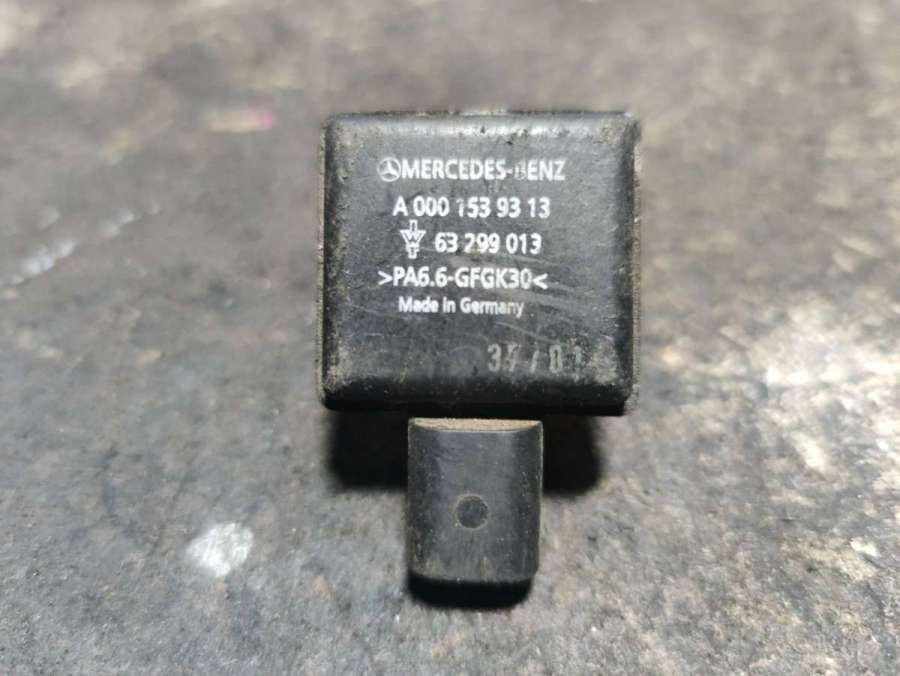 MERCEDES-BENZ
A 000 153 93 13
63 299 013
>PA6.6-GFGK30<
Made in Germany